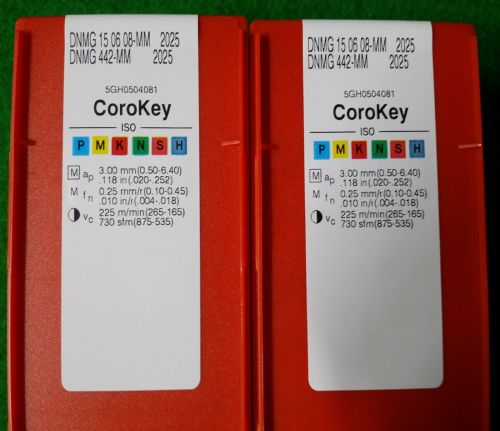 DNMG 15 06 08-MM 2025
DNMG 442-MM 2025
5GH0504081
CoroKey
ISO
P M K N S H
M ap 3.00 mm(0.50-6.40)
.118 in(.020-.252)
M fn 0.25 mm/r(0.10-0.45)
.010 in/r(.004-.018)
vc 225 m/min(265-165)
730 sfm(875-535)
DNMG 15 06 08-MM 2025
DNMG 442-MM 2025
5GH0504081
CoroKey
ISO
P M K N S H
M ap 3.00 mm(0.50-6.40)
.118 in(.020-.252)
M fn 0.25 mm/r(0.10-0.45)
.010 in/r(.004-.018)
vc 225 m/min(265-165)
730 sfm(875-535)